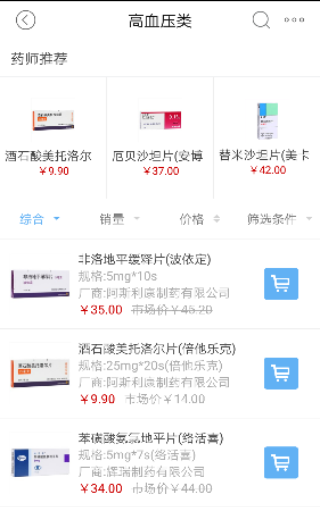 高血压类
药师推荐
酒石酸美托洛尔
厄贝沙坦片(安博
替米沙坦片(美卡
￥9.90
￥37.00
￥42.00
综合
销量
价格
筛选条件
非洛地平缓释片(波依定)
规格:5mg*10s
厂商:阿斯利康制药有限公司
￥35.00 市场价￥45.20
酒石酸美托洛尔片(倍他乐克)
规格:25mg*20s(倍他乐克)
厂商:阿斯利康制药有限公司
￥9.90 市场价￥14.00
苯磺酸氨氯地平片(络活喜)
规格:5mg*7s(络活喜)
厂商:辉瑞制药有限公司
￥34.00 市场价￥44.00